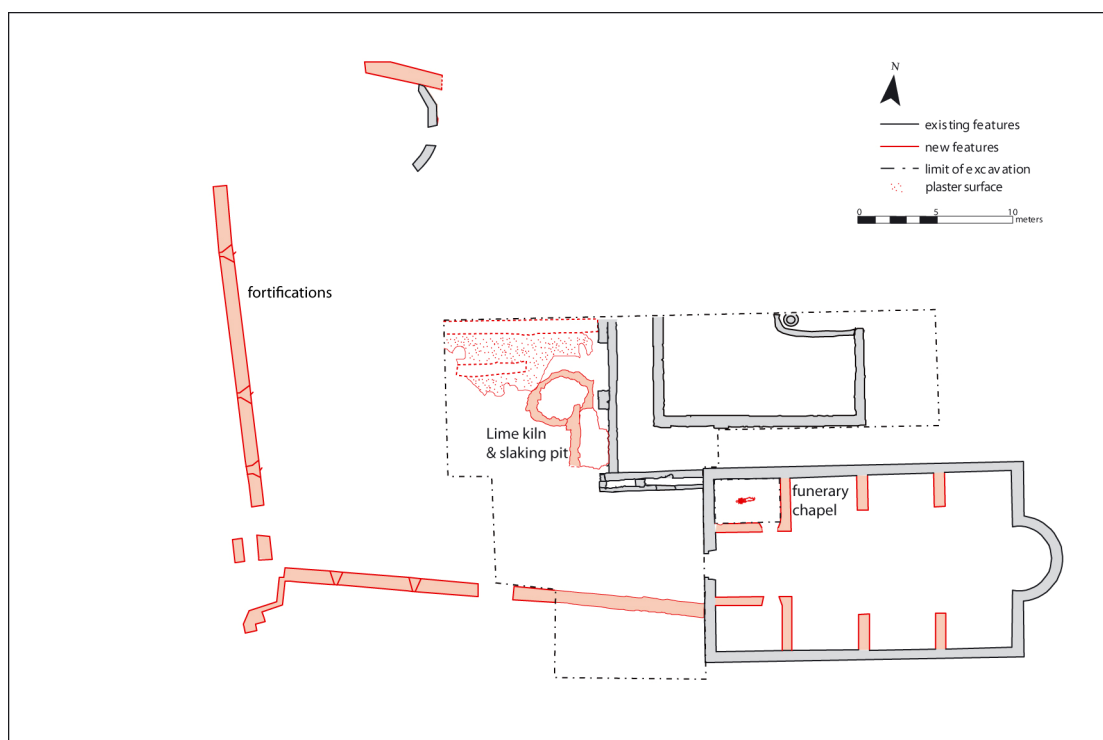 N
existing features
new features
limit of excavation
plaster surface
0 5 10
meters
fortifications
Lime kiln
& slaking pit
funerary
chapel